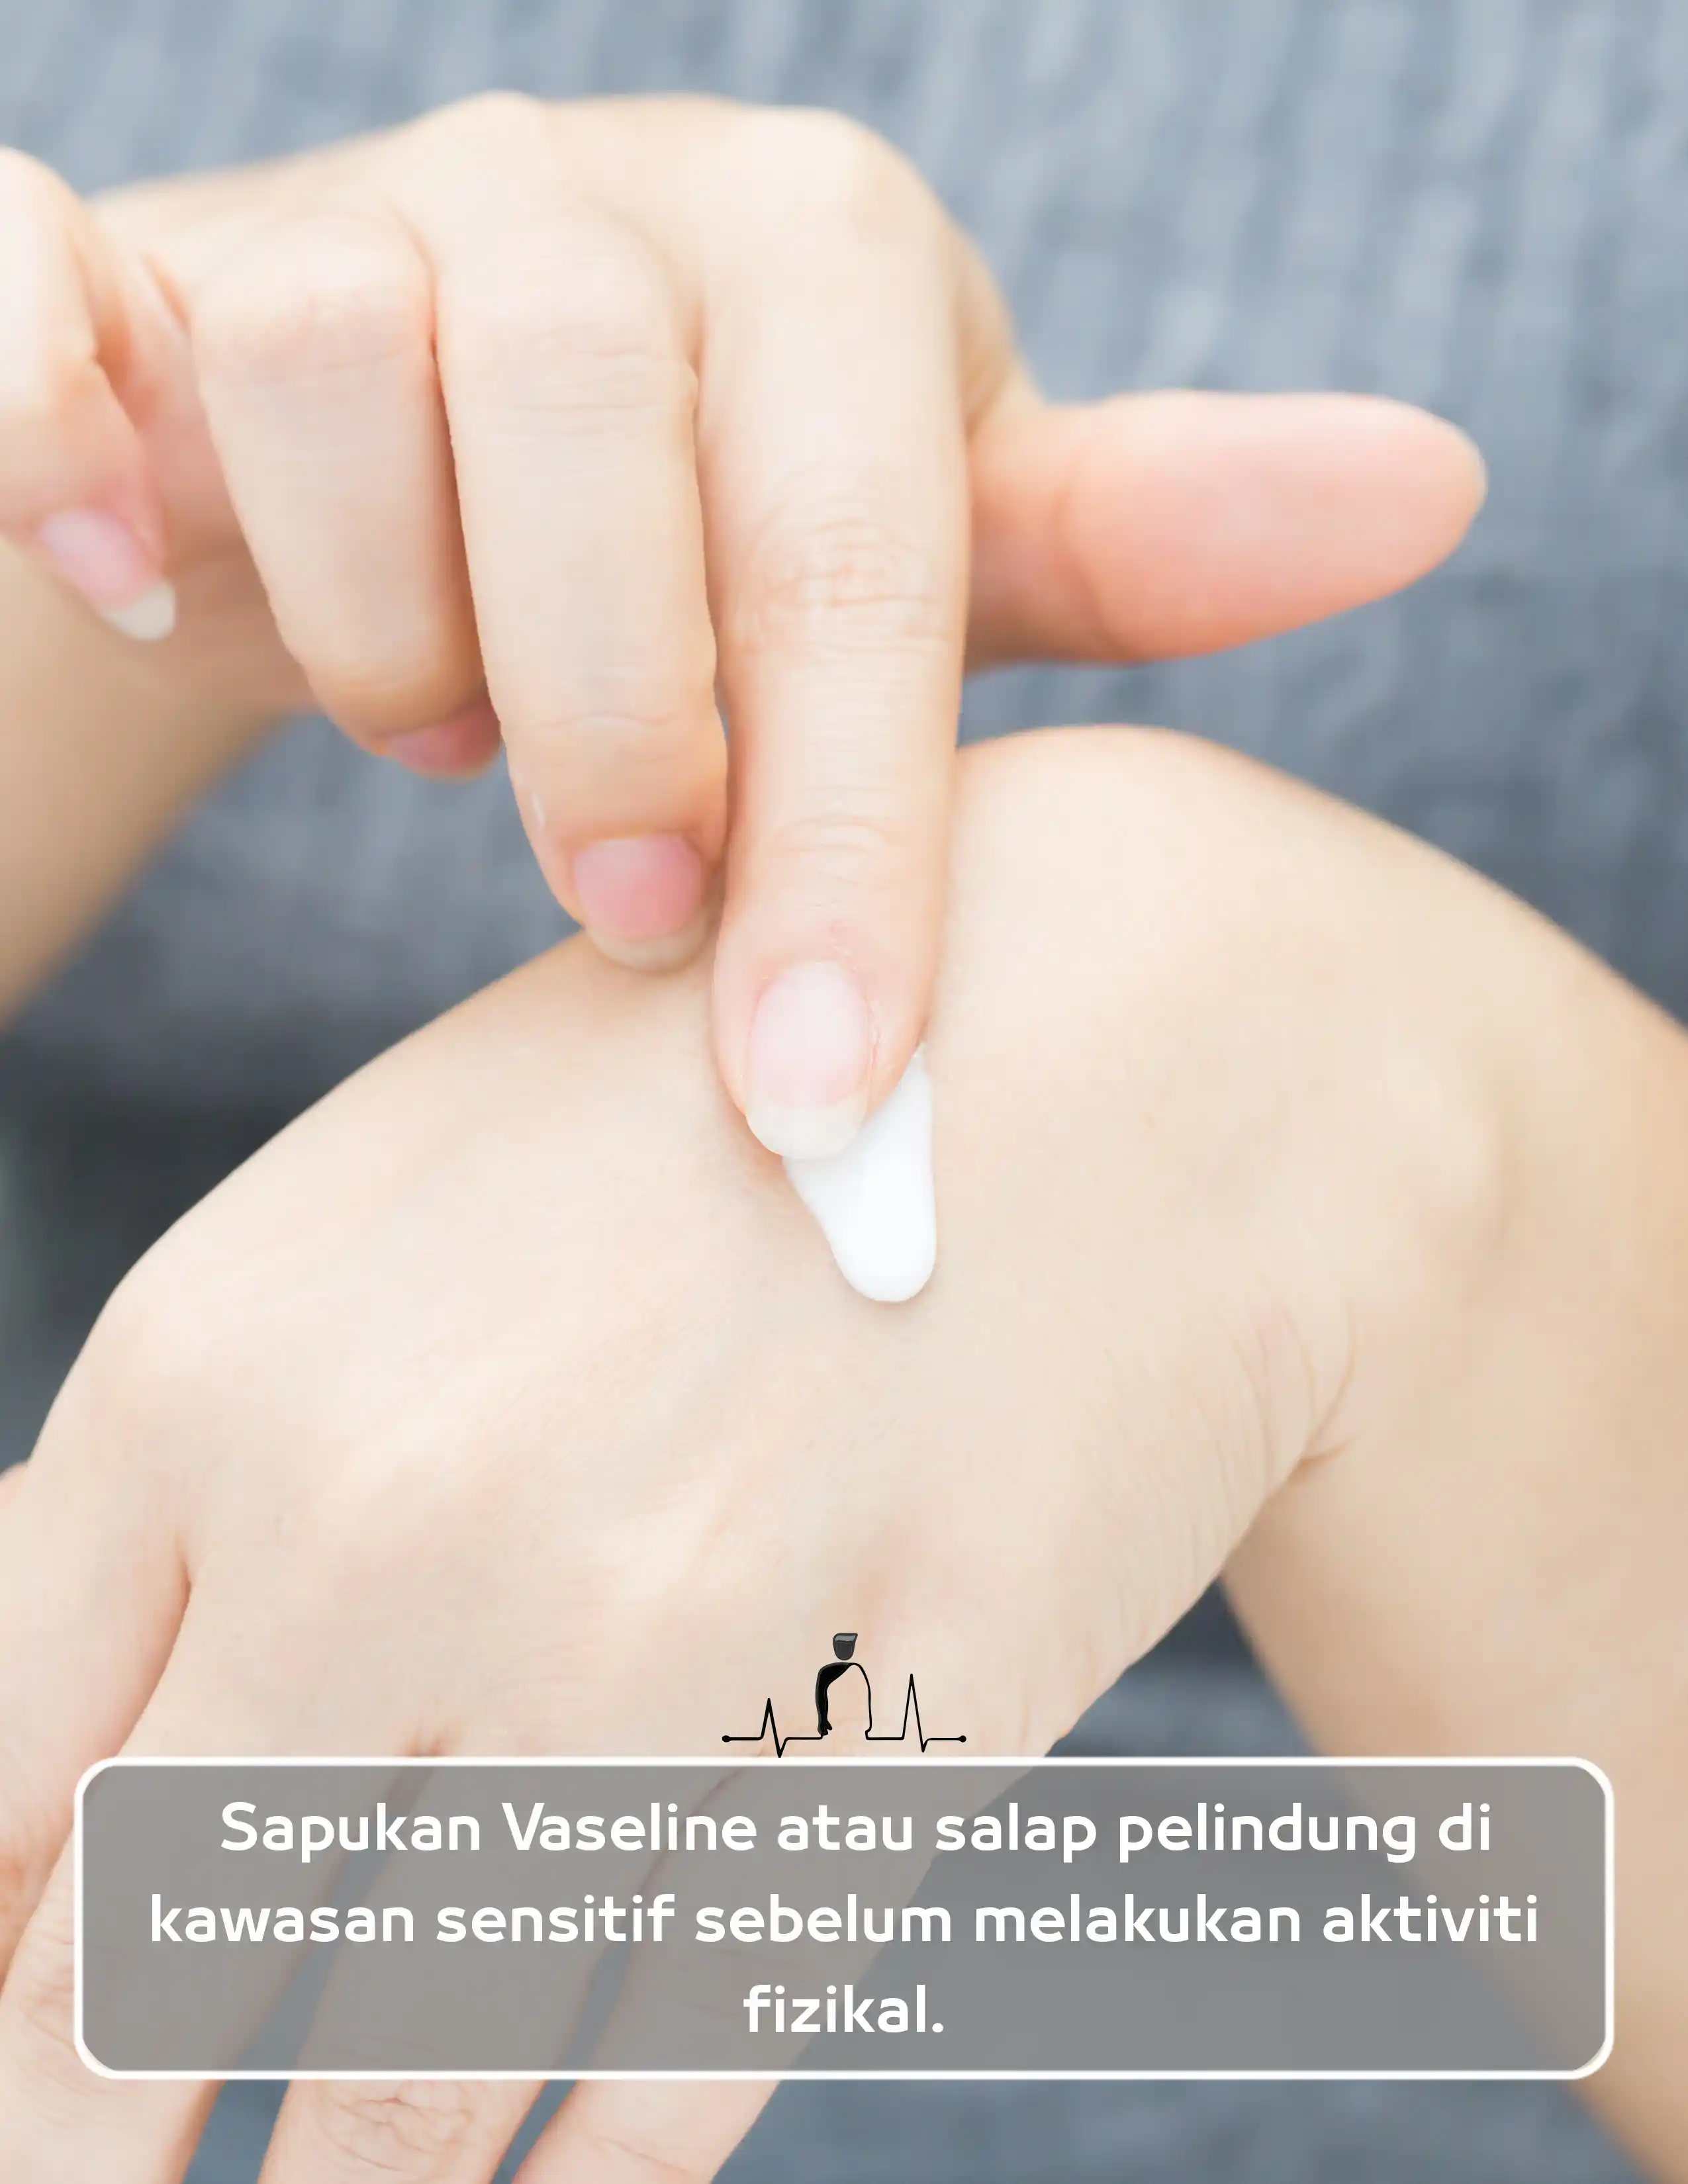 Sapukan Vaseline atau salap pelindung di
kawasan sensitif sebelum melakukan aktiviti
fizikal.